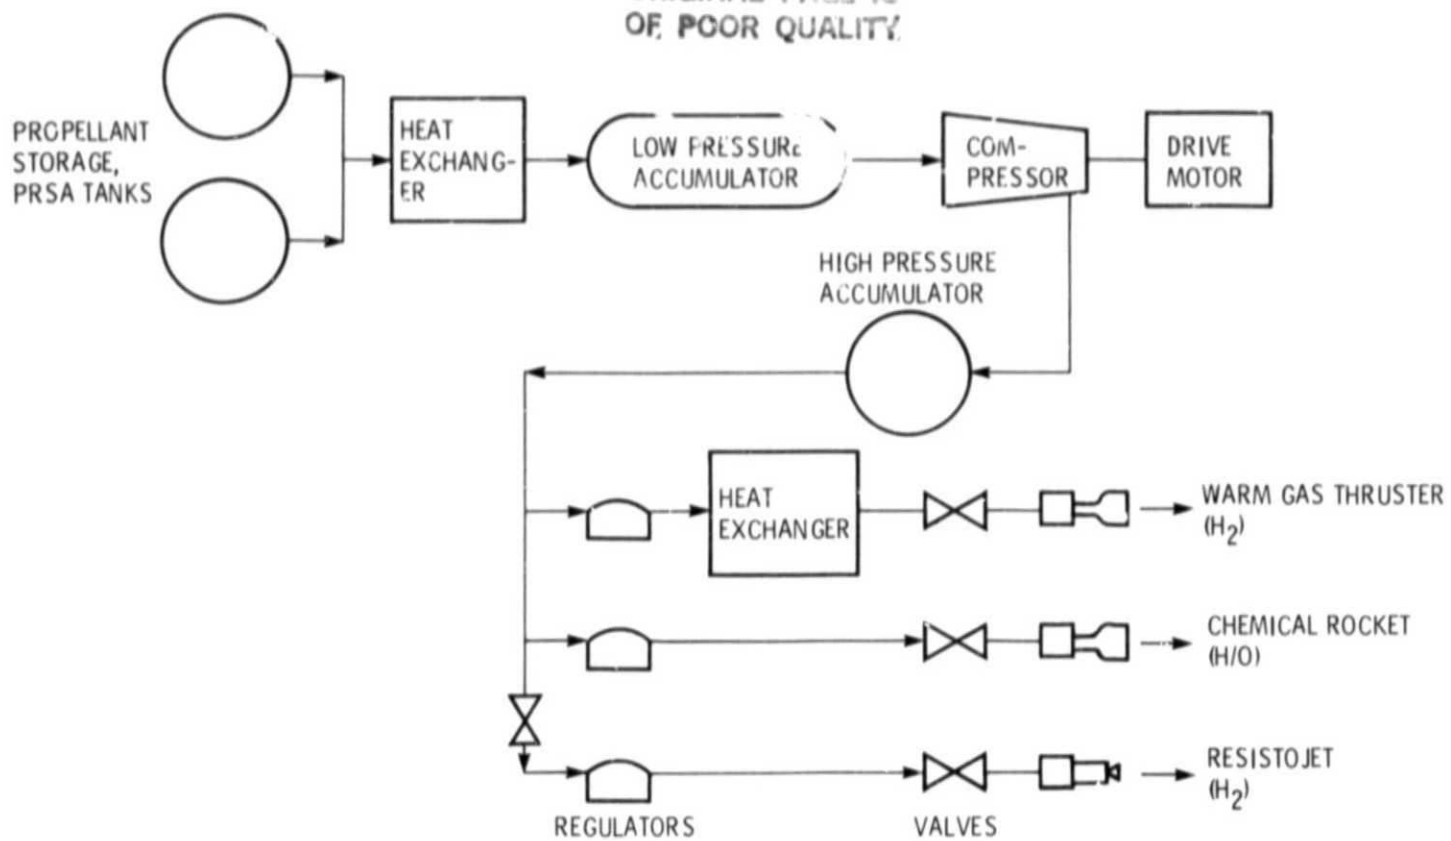 OF POOR QUALITY
PROPELLANT
STORAGE,
PRSA TANKS
HEAT
EXCHANG-
ER
LOW PRESSURE
ACCUMULATOR
COM-
PRESSOR
DRIVE
MOTOR
HIGH PRESSURE
ACCUMULATOR
HEAT
EXCHANGER
WARM GAS THRUSTER
(H2)
CHEMICAL ROCKET
(H/O)
RESISTOJET
(H2)
REGULATORS
VALVES